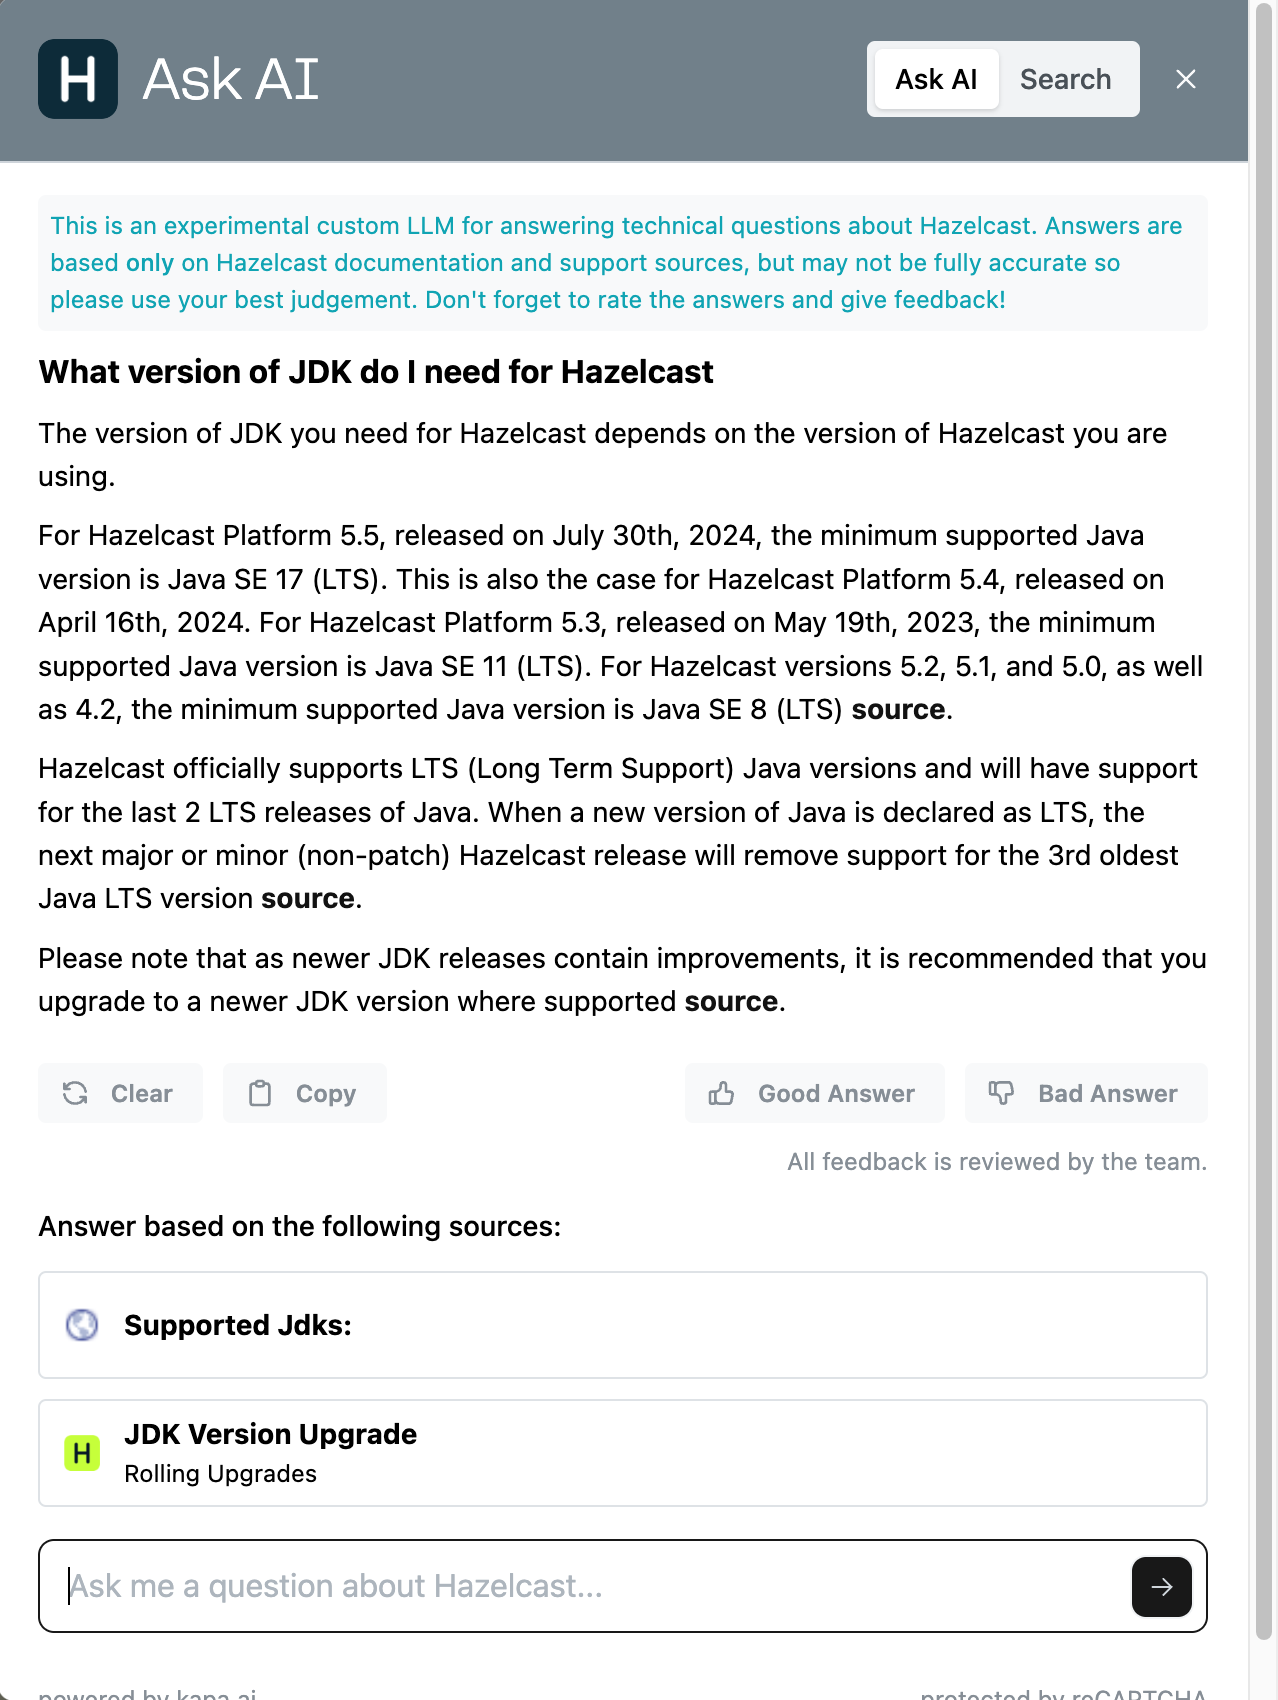 H Ask AI
Ask AI Search
This is an experimental custom LLM for answering technical questions about Hazelcast. Answers are
based only on Hazelcast documentation and support sources, but may not be fully accurate so
please use your best judgement. Don't forget to rate the answers and give feedback!
What version of JDK do I need for Hazelcast
The version of JDK you need for Hazelcast depends on the version of Hazelcast you are
using.
For Hazelcast Platform 5.5, released on July 30th, 2024, the minimum supported Java
version is Java SE 17 (LTS). This is also the case for Hazelcast Platform 5.4, released on
April 16th, 2024. For Hazelcast Platform 5.3, released on May 19th, 2023, the minimum
supported Java version is Java SE 11 (LTS). For Hazelcast versions 5.2, 5.1, and 5.0, as well
as 4.2, the minimum supported Java version is Java SE 8 (LTS) source.
Hazelcast officially supports LTS (Long Term Support) Java versions and will have support
for the last 2 LTS releases of Java. When a new version of Java is declared as LTS, the
next major or minor (non-patch) Hazelcast release will remove support for the 3rd oldest
Java LTS version source.
Please note that as newer JDK releases contain improvements, it is recommended that you
upgrade to a newer JDK version where supported source.
Clear Copy Good Answer Bad Answer
All feedback is reviewed by the team.
Answer based on the following sources:
Supported Jdks:
H JDK Version Upgrade
Rolling Upgrades
Ask me a question about Hazelcast...
powered by kapa.ai protected by reCAPTCHA